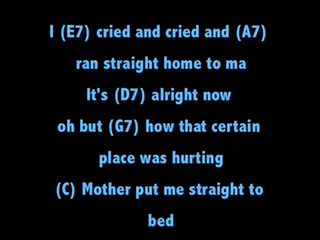 I (E7) cried and cried and (A7)
ran straight home to ma
It's (D7) alright now
oh but (G7) how that certain
place was hurting
(C) Mother put me straight to
bed